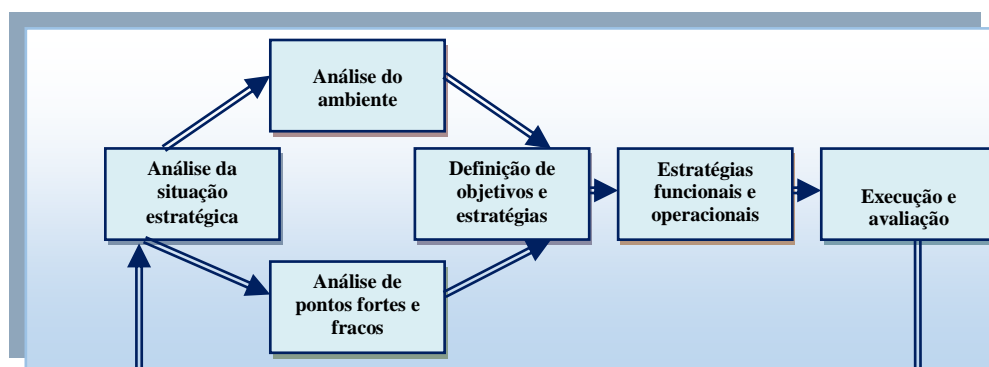 Análise do
ambiente
Análise da
situação
estratégica
Definição de
objetivos e
estratégias
Estratégias
funcionais e
operacionais
Execução e
avaliação
Análise de
pontos fortes e
fracos